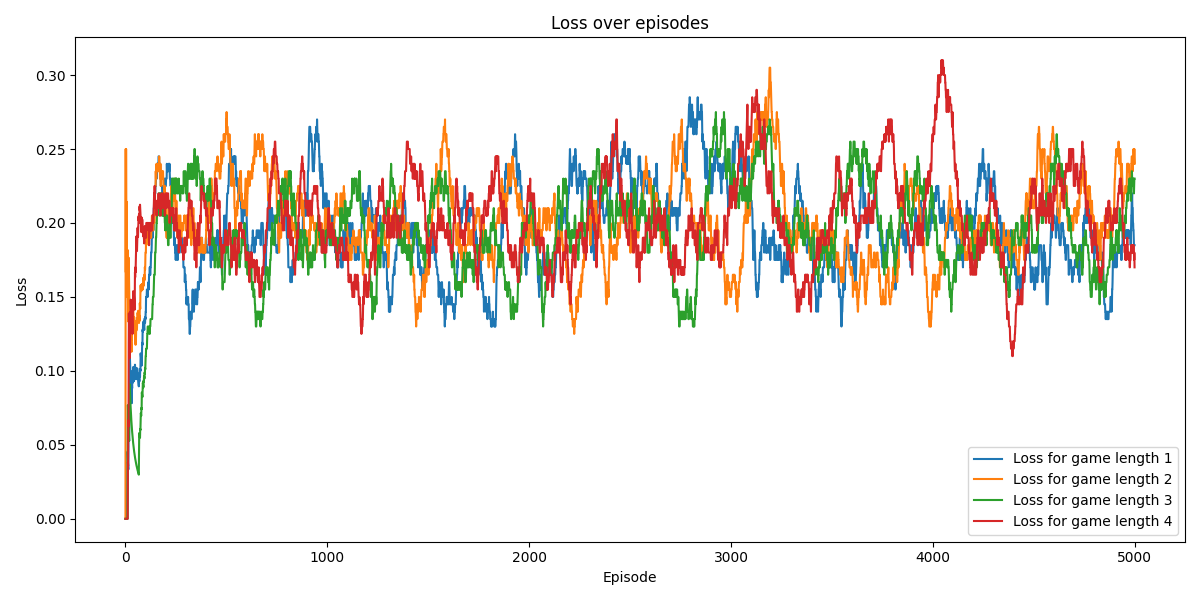 Loss over episodes
0.30
0.25
0.20
0.15
0.10
0.05
0.00
Loss
0 1000 2000 3000 4000 5000
Episode
Loss for game length 1
Loss for game length 2
Loss for game length 3
Loss for game length 4